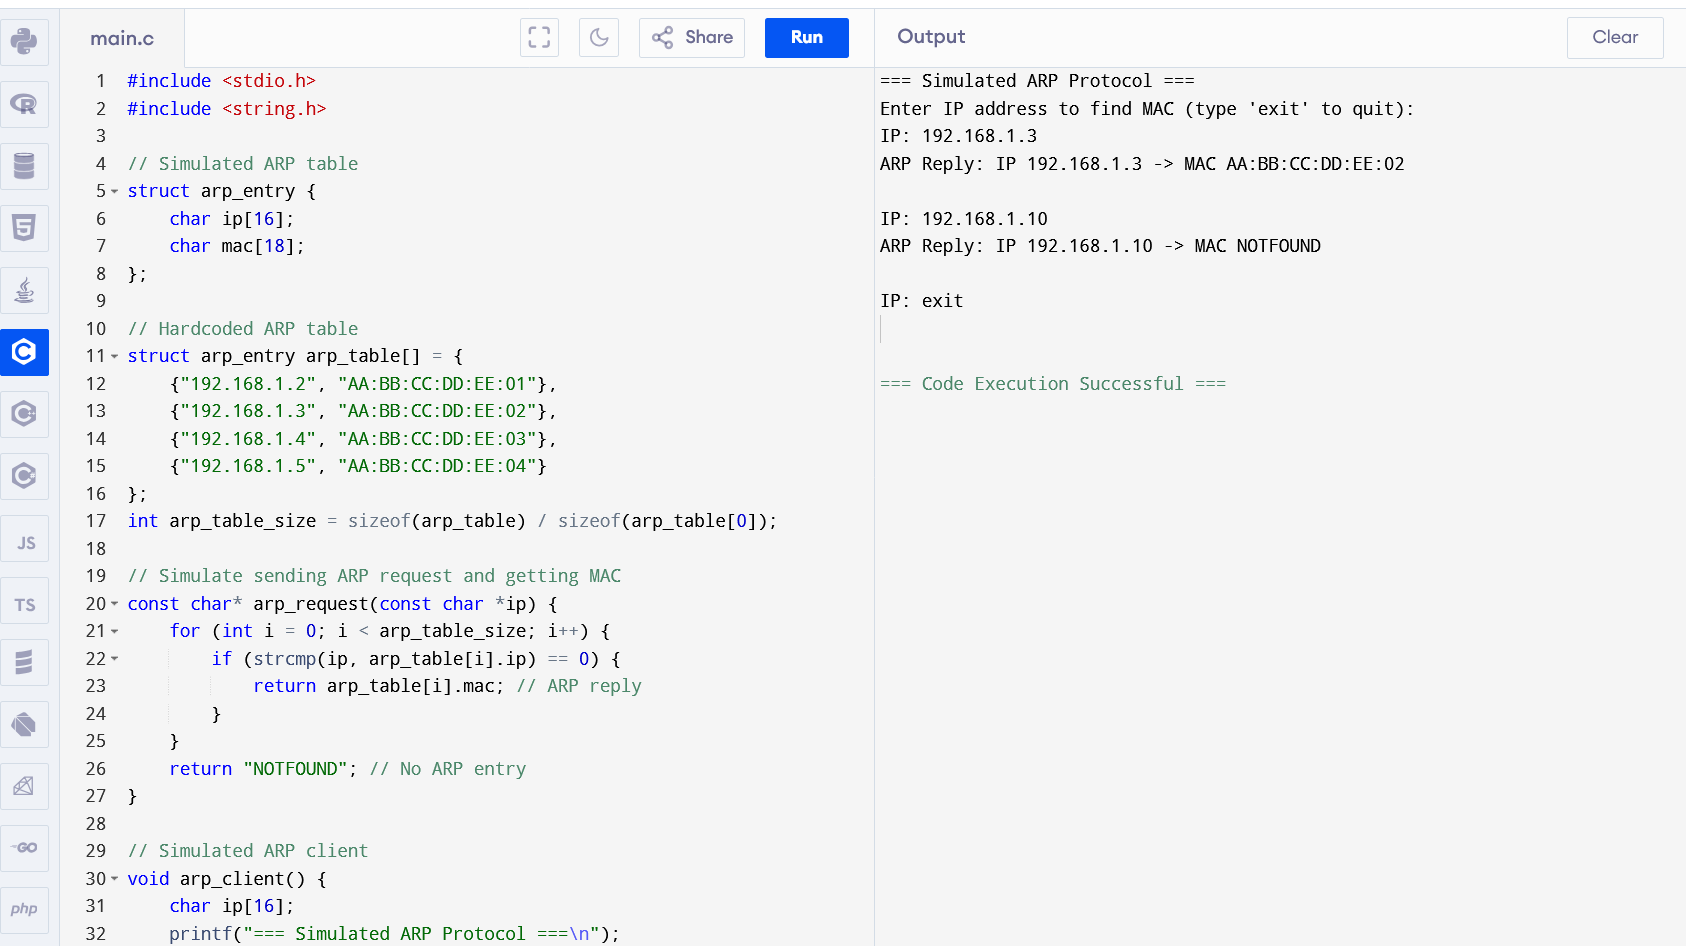 main.c
Share
Run
Output
Clear
1 #include <stdio.h>
2 #include <string.h>
3
4 // Simulated ARP table
5 struct arp_entry {
6     char ip[16];
7     char mac[18];
8 };
9
10 // Hardcoded ARP table
11 struct arp_entry arp_table[] = {
12     {"192.168.1.2", "AA:BB:CC:DD:EE:01"},
13     {"192.168.1.3", "AA:BB:CC:DD:EE:02"},
14     {"192.168.1.4", "AA:BB:CC:DD:EE:03"},
15     {"192.168.1.5", "AA:BB:CC:DD:EE:04"}
16 };
17 int arp_table_size = sizeof(arp_table) / sizeof(arp_table[0]);
18
19 // Simulate sending ARP request and getting MAC
20 const char* arp_request(const char *ip) {
21     for (int i = 0; i < arp_table_size; i++) {
22         if (strcmp(ip, arp_table[i].ip) == 0) {
23             return arp_table[i].mac; // ARP reply
24         }
25     }
26     return "NOTFOUND"; // No ARP entry
27 }
28
29 // Simulated ARP client
30 void arp_client() {
31     char ip[16];
32     printf("=== Simulated ARP Protocol ===\n");
=== Simulated ARP Protocol ===
Enter IP address to find MAC (type 'exit' to quit):
IP: 192.168.1.3
ARP Reply: IP 192.168.1.3 -> MAC AA:BB:CC:DD:EE:02
IP: 192.168.1.10
ARP Reply: IP 192.168.1.10 -> MAC NOTFOUND
IP: exit
=== Code Execution Successful ===
R
5
C
C
C
JS
TS
GO
php